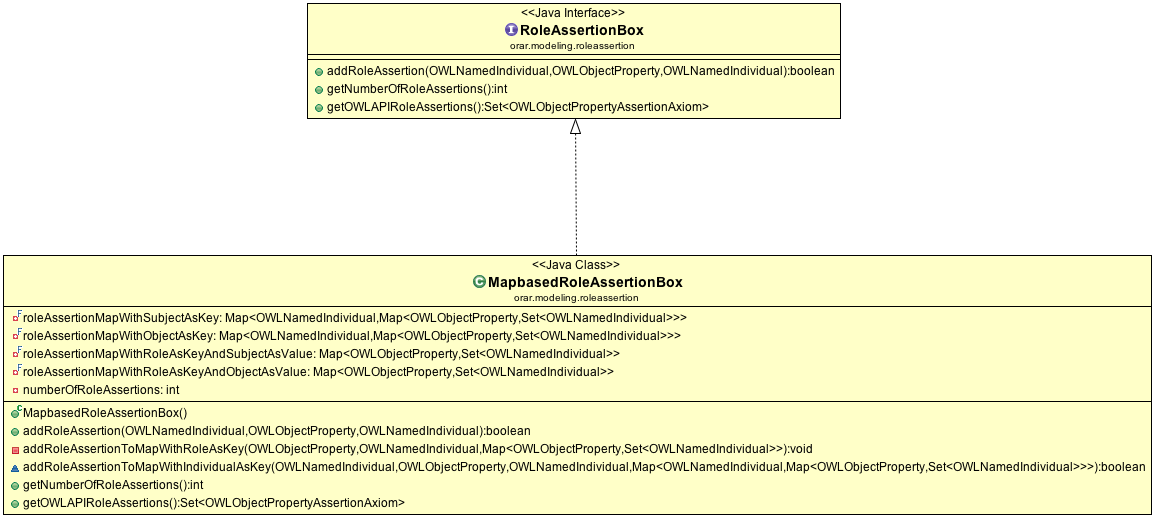 <<Java Interface>>
RoleAssertionBox
orar.modeling.roleassertion
addRoleAssertion(OWLNamedIndividual,OWLObjectProperty,OWLNamedIndividual):boolean
getNumberOfRoleAssertions():int
getOWLAPIRoleAssertions():Set<OWLObjectPropertyAssertionAxiom>
<<Java Class>>
MapbasedRoleAssertionBox
orar.modeling.roleassertion
roleAssertionMapWithSubjectAsKey: Map<OWLNamedIndividual,Map<OWLObjectProperty,Set<OWLNamedIndividual>>>
roleAssertionMapWithObjectAsKey: Map<OWLNamedIndividual,Map<OWLObjectProperty,Set<OWLNamedIndividual>>>
roleAssertionMapWithRoleAsKeyAndSubjectAsValue: Map<OWLObjectProperty,Set<OWLNamedIndividual>>
roleAssertionMapWithRoleAsKeyAndObjectAsValue: Map<OWLObjectProperty,Set<OWLNamedIndividual>>
numberOfRoleAssertions: int
MapbasedRoleAssertionBox()
addRoleAssertion(OWLNamedIndividual,OWLObjectProperty,OWLNamedIndividual):boolean
addRoleAssertionToMapWithRoleAsKey(OWLObjectProperty,OWLNamedIndividual,Map<OWLObjectProperty,Set<OWLNamedIndividual>>):void
addRoleAssertionToMapWithIndividualAsKey(OWLNamedIndividual,OWLObjectProperty,OWLNamedIndividual,Map<OWLNamedIndividual,Map<OWLObjectProperty,Set<OWLNamedIndividual>>>):boolean
getNumberOfRoleAssertions():int
getOWLAPIRoleAssertions():Set<OWLObjectPropertyAssertionAxiom>